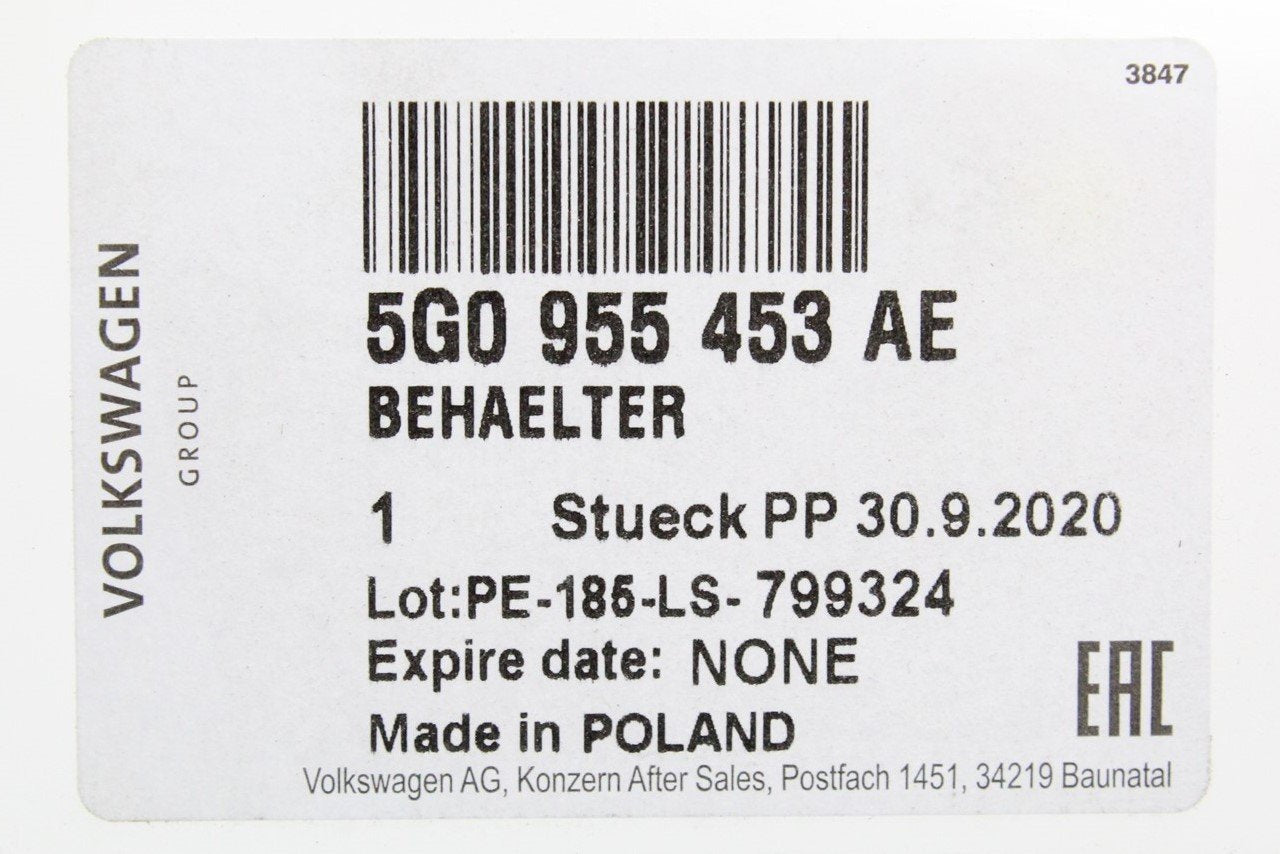 3847
VOLKSWAGEN
GROUP
5G0 955 453 AE
BEHAELTER
1 Stueck PP 30.9.2020
Lot:PE-185-LS- 799324
Expire date: NONE
Made in POLAND
EAC
Volkswagen AG, Konzern After Sales, Postfach 1451, 34219 Baunatal